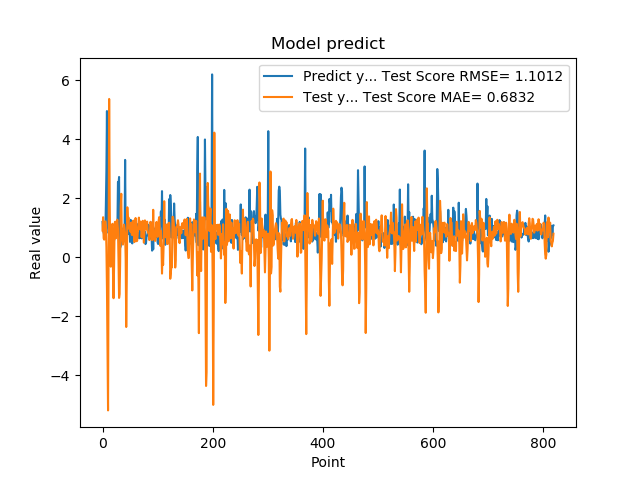 Model predict
Predict y... Test Score RMSE= 1.1012
Test y... Test Score MAE= 0.6832
6
4
2
0
−2
−4
Real value
0 200 400 600 800
Point